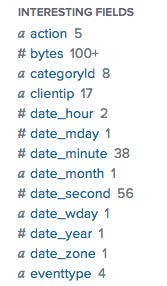 INTERESTING FIELDS
a action 5
# bytes 100+
a categoryId 8
a clientip 17
# date_hour 2
# date_mday 1
# date_minute 38
a date_month 1
# date_second 56
a date_wday 1
# date_year 1
a date_zone 1
a eventtype 4